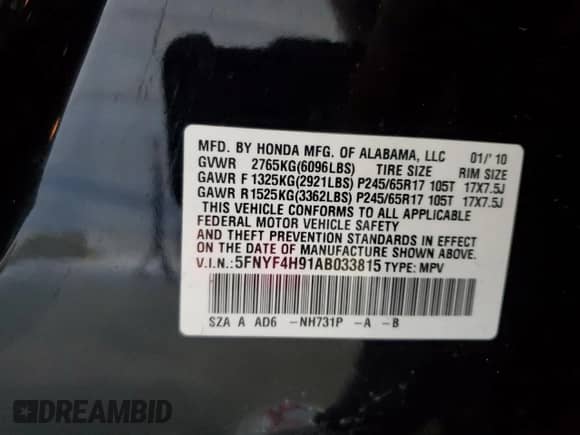 MFD. BY HONDA MFG. OF ALABAMA, LLC 01/'10
GVWR 2765KG(6096LBS) TIRE SIZE RIM SIZE
GAWR F 1325KG(2921LBS) P245/65R17 105T 17X7.5J
GAWR R 1525KG(3362LBS) P245/65R17 105T 17X7.5J
THIS VEHICLE CONFORMS TO ALL APPLICABLE
FEDERAL MOTOR VEHICLE SAFETY
AND THEFT PREVENTION STANDARDS IN EFFECT
ON THE DATE OF MANUFACTURE SHOWN ABOVE.
V.I.N.:5FNYF4H91AB033815 TYPE: MPV
SZA A AD6 -NH731P -A -B
DREAMBID